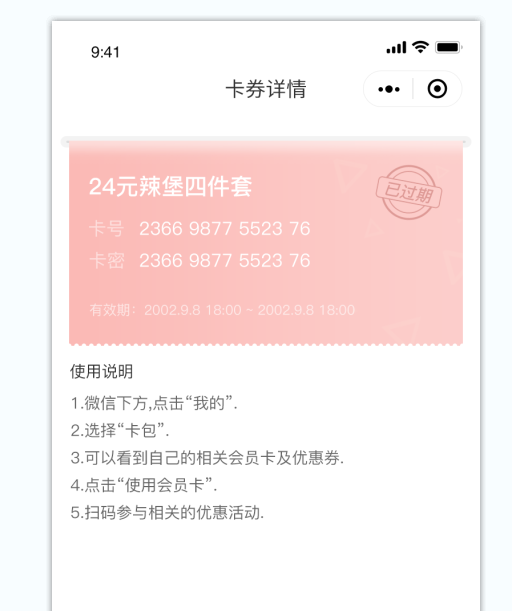 9:41
卡券详情
24元辣堡四件套
已过期
卡号 2366 9877 5523 76
卡密 2366 9877 5523 76
有效期：2002.9.8 18:00 ~ 2002.9.8 18:00
使用说明
1.微信下方,点击“我的”.
2.选择“卡包”.
3.可以看到自己的相关会员卡及优惠券.
4.点击“使用会员卡”.
5.扫码参与相关的优惠活动.